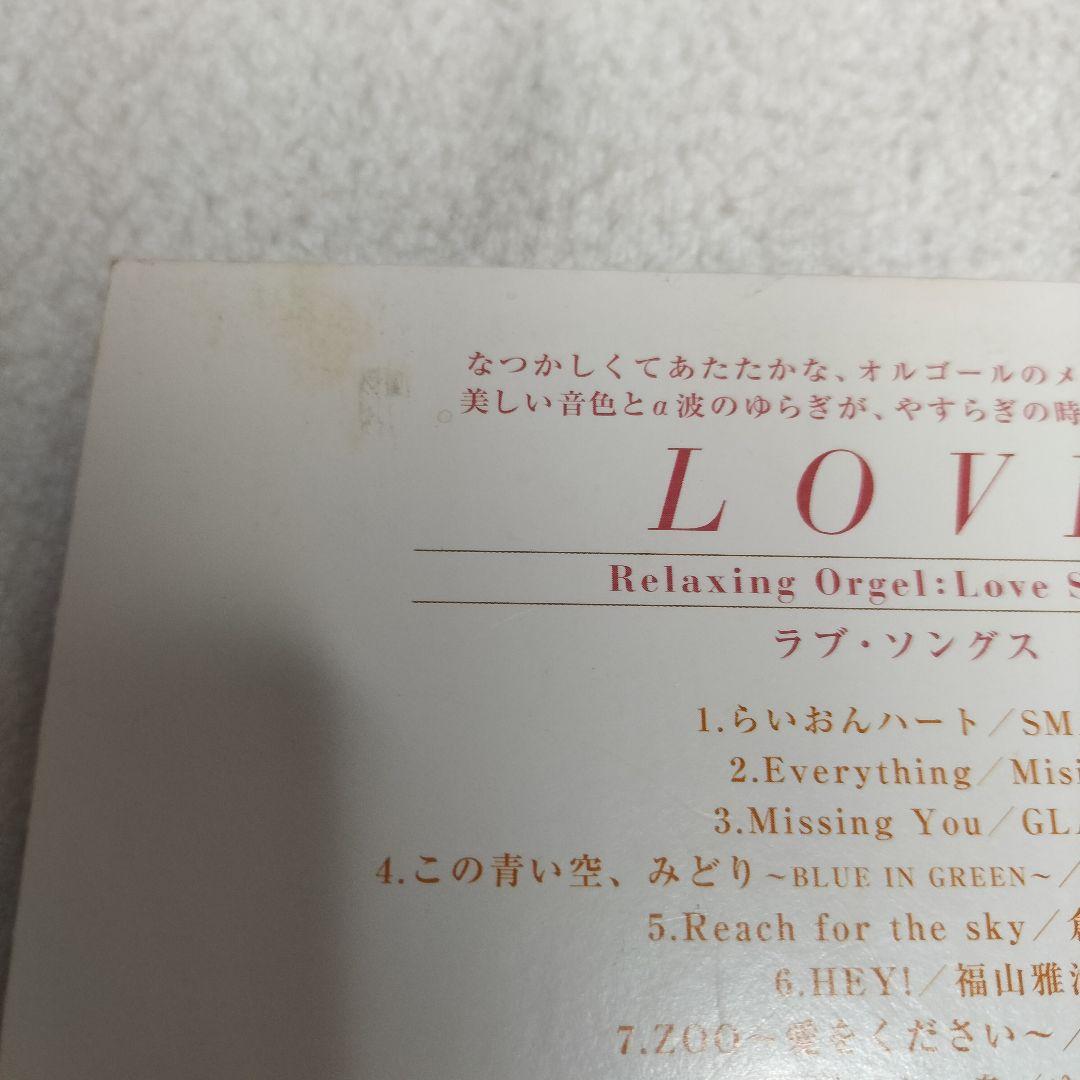 なつかしくてあたたかな、オルゴールのメ
美しい音色とα波のゆらぎが、やすらぎの時
LOV
Relaxing Orgel:Love S
ラブ・ソングス
1.らいおんハート/SM
2.Everything/Misi
3.Missing You/GL
4.この青い空、みどり~BLUE IN GREEN~/
5.Reach for the sky/倉
6.HEY!/福山雅
7.ZOO~愛をください~/